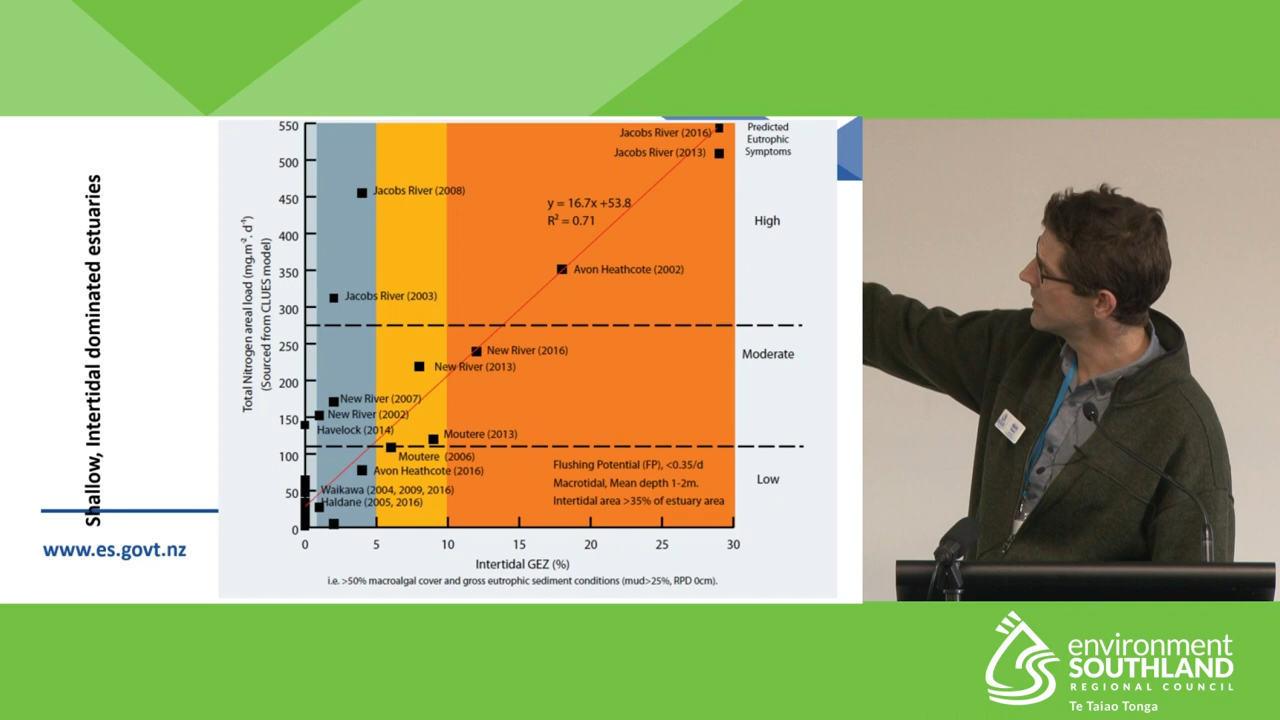 Shallow, Intertidal dominated estuaries
www.es.govt.nz
Total Nitrogen areal load (mg.m⁻². d⁻¹)
(Sourced from CLUES model)
550
500
450
400
350
300
250
200
150
100
50
0
Jacobs River (2016)
Jacobs River (2013)
Jacobs River (2008)
y = 16.7x +53.8
R² = 0.71
Avon Heathcote (2002)
Jacobs River (2003)
New River (2016)
New River (2013)
New River (2007)
New River (2002)
Havelock (2014)
Moutere (2013)
Moutere (2006)
Avon Heathcote (2016)
Waikawa (2004, 2009, 2016)
Haldane (2005, 2016)
Flushing Potential (FP), <0.35/d
Macrotidal, Mean depth 1-2m.
Intertidal area >35% of estuary area
Predicted
Eutrophic
Symptoms
High
Moderate
Low
0 5 10 15 20 25 30
Intertidal GEZ (%)
i.e. >50% macroalgal cover and gross eutrophic sediment conditions (mud>25%, RPD 0cm).
environment
SOUTHLAND
REGIONAL COUNCIL
Te Taiao Tonga